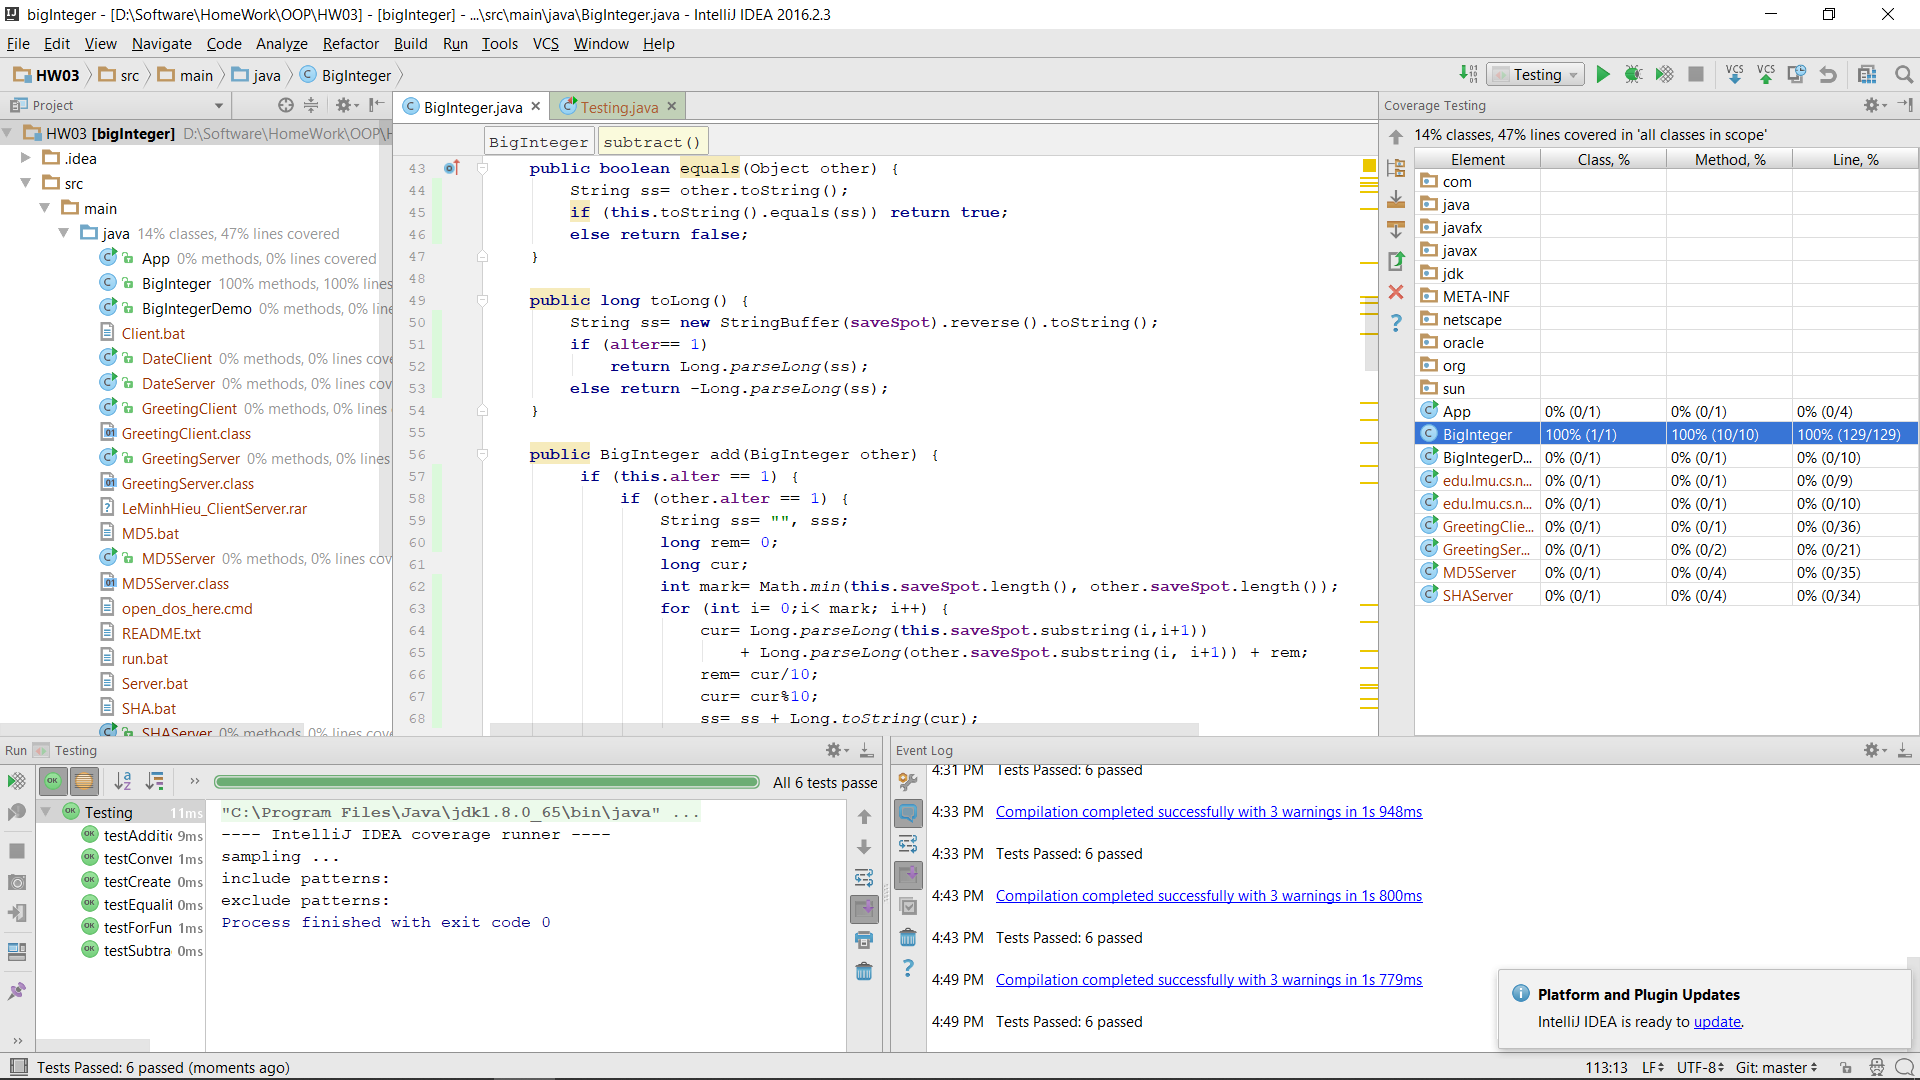 bigInteger - [D:\Software\HomeWork\OOP\HW03] - [bigInteger] - ...\src\main\java\BigInteger.java - IntelliJ IDEA 2016.2.3
File Edit View Navigate Code Analyze Refactor Build Run Tools VCS Window Help
HW03 src main java BigInteger
Testing
Project
HW03 [bigInteger] D:\Software\HomeWork\OOP\H
.idea
src
main
java 14% classes, 47% lines covered
App 0% methods, 0% lines covered
BigInteger 100% methods, 100% lines
BigIntegerDemo 0% methods, 0% line
Client.bat
DateClient 0% methods, 0% lines cove
DateServer 0% methods, 0% lines cov
GreetingClient 0% methods, 0% lines
GreetingClient.class
GreetingServer 0% methods, 0% lines
GreetingServer.class
LeMinhHieu_ClientServer.rar
MD5.bat
MD5Server 0% methods, 0% lines cov
MD5Server.class
open_dos_here.cmd
README.txt
run.bat
Server.bat
SHA.bat
SHAServer 0% methods, 0% lines cove
BigInteger.java Testing.java
BigInteger subtract()
43 public boolean equals(Object other) {
44 String ss= other.toString();
45 if (this.toString().equals(ss)) return true;
46 else return false;
47 }
48
49 public long toLong() {
50 String ss= new StringBuffer(saveSpot).reverse().toString();
51 if (alter== 1)
52 return Long.parseLong(ss);
53 else return -Long.parseLong(ss);
54 }
55
56 public BigInteger add(BigInteger other) {
57 if (this.alter == 1) {
58 if (other.alter == 1) {
59 String ss= "", sss;
60 long rem= 0;
61 long cur;
62 int mark= Math.min(this.saveSpot.length(), other.saveSpot.length());
63 for (int i= 0;i< mark; i++) {
64 cur= Long.parseLong(this.saveSpot.substring(i,i+1))
65 + Long.parseLong(other.saveSpot.substring(i, i+1)) + rem;
66 rem= cur/10;
67 cur= cur%10;
68 ss= ss + Long.toString(cur);
Coverage Testing
14% classes, 47% lines covered in 'all classes in scope'
Element Class, % Method, % Line, %
com
java
javafx
javax
jdk
META-INF
netscape
oracle
org
sun
App 0% (0/1) 0% (0/1) 0% (0/4)
BigInteger 100% (1/1) 100% (10/10) 100% (129/129)
BigIntegerD... 0% (0/1) 0% (0/1) 0% (0/10)
edu.lmu.cs.n... 0% (0/1) 0% (0/1) 0% (0/9)
edu.lmu.cs.n... 0% (0/1) 0% (0/1) 0% (0/10)
GreetingClie... 0% (0/1) 0% (0/1) 0% (0/36)
GreetingSer... 0% (0/1) 0% (0/2) 0% (0/21)
MD5Server 0% (0/1) 0% (0/4) 0% (0/35)
SHAServer 0% (0/1) 0% (0/4) 0% (0/34)
Run Testing
All 6 tests passe
Testing 11ms
testAdditi 9ms
testConver 1ms
testCreate 0ms
testEqualit 0ms
testForFun 1ms
testSubtra 0ms
"C:\Program Files\Java\jdk1.8.0_65\bin\java" ...
---- IntelliJ IDEA coverage runner ----
sampling ...
include patterns:
exclude patterns:
Process finished with exit code 0
Event Log
4:31 PM Tests Passed: 6 passed
4:33 PM Compilation completed successfully with 3 warnings in 1s 948ms
4:33 PM Tests Passed: 6 passed
4:43 PM Compilation completed successfully with 3 warnings in 1s 800ms
4:43 PM Tests Passed: 6 passed
4:49 PM Compilation completed successfully with 3 warnings in 1s 779ms
4:49 PM Tests Passed: 6 passed
Platform and Plugin Updates
IntelliJ IDEA is ready to update.
Tests Passed: 6 passed (moments ago)
113:13 LF UTF-8 Git: master